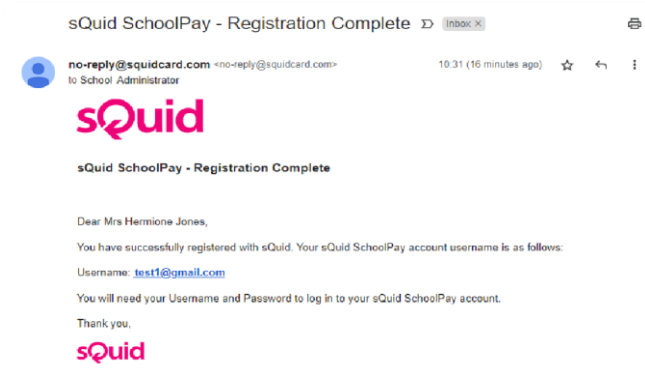 sQuid SchoolPay - Registration Complete Inbox ×
no-reply@squidcard.com <no-reply@squidcard.com> 10:31 (16 minutes ago)
to School Administrator
sQuid
sQuid SchoolPay - Registration Complete
Dear Mrs Hermione Jones,
You have successfully registered with sQuid. Your sQuid SchoolPay account username is as follows:
Username: test1@gmail.com
You will need your Username and Password to log in to your sQuid SchoolPay account.
Thank you,
sQuid